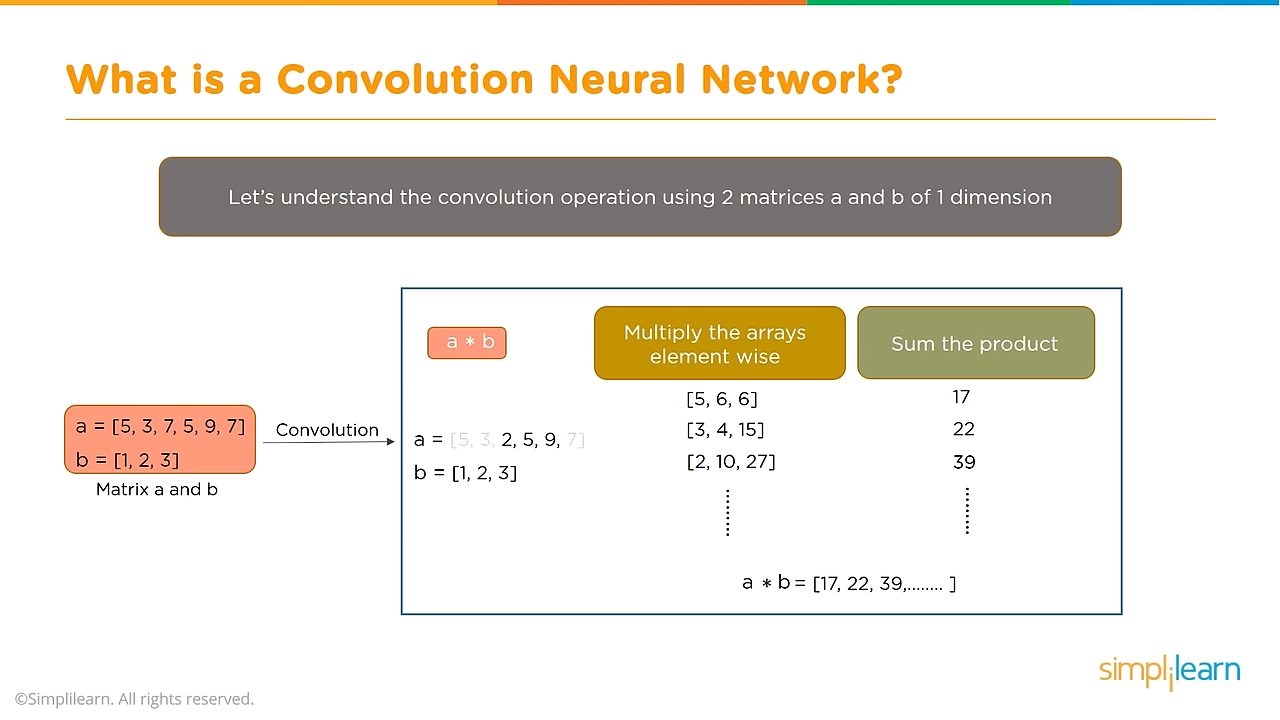 What is a Convolution Neural Network?
Let's understand the convolution operation using 2 matrices a and b of 1 dimension
a * b
Multiply the arrays
element wise
Sum the product
[5, 6, 6]
17
a = [5, 3, 7, 5, 9, 7]
Convolution
a = [5, 3, 2, 5, 9, 7]
[3, 4, 15]
22
b = [1, 2, 3]
b = [1, 2, 3]
[2, 10, 27]
39
Matrix a and b
a * b = [17, 22, 39,........ ]
simplilearn
©Simplilearn. All rights reserved.